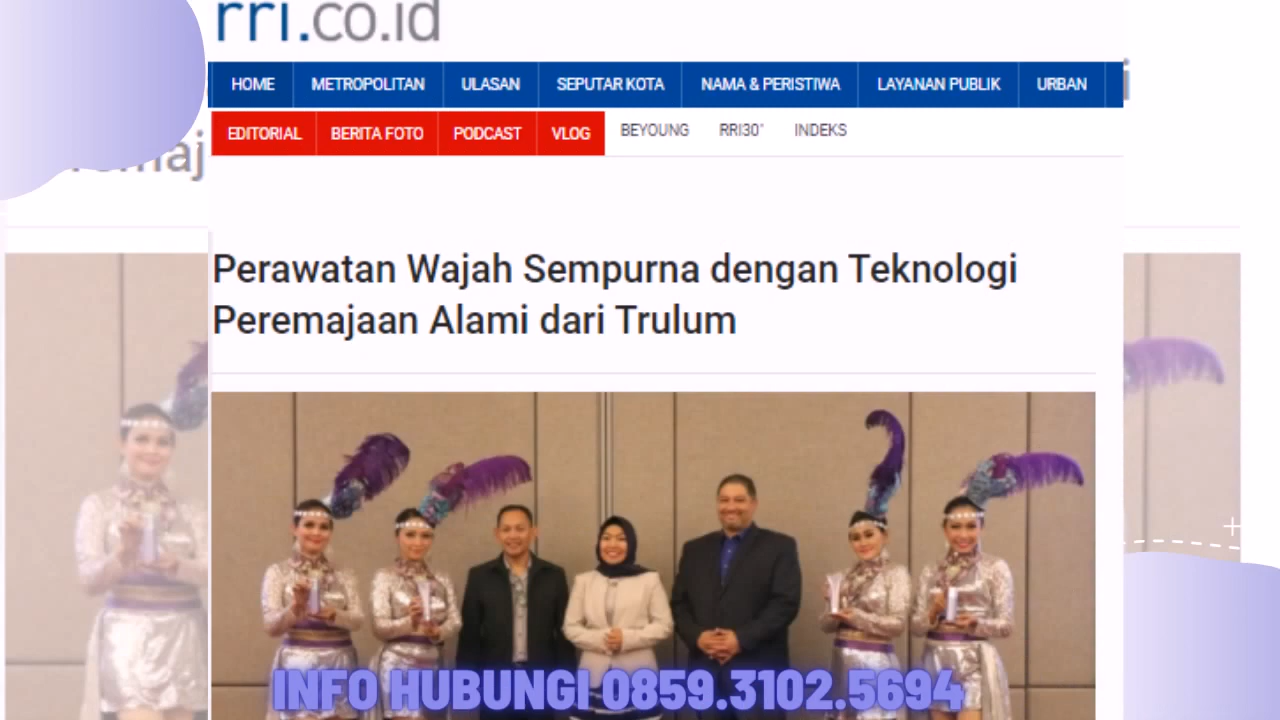 rri.co.id
HOME METROPOLITAN ULASAN SEPUTAR KOTA NAMA & PERISTIWA LAYANAN PUBLIK URBAN
EDITORIAL BERITA FOTO PODCAST VLOG BEYOUNG RRI30° INDEKS
Perawatan Wajah Sempurna dengan Teknologi
Peremajaan Alami dari Trulum
INFO HUBUNGI 0859.3102.5694